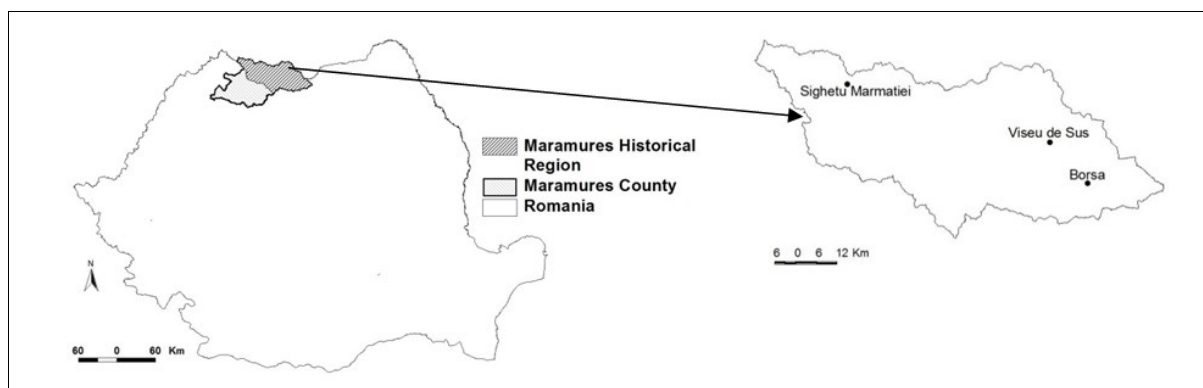 Maramures Historical
Region
Maramures County
Romania
N
60 0 60 Km
Sighetu Marmatiei
Viseu de Sus
Borsa
6 0 6 12 Km